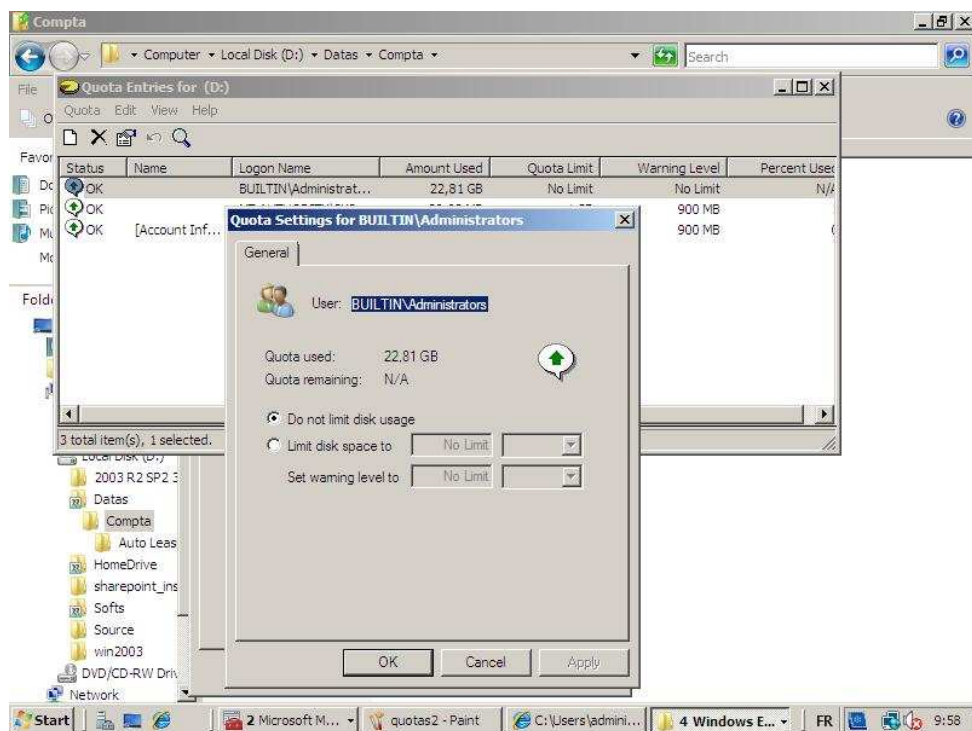 Compta
Computer ▾ Local Disk (D:) ▾ Datas ▾ Compta ▾
Search
File
Quota Entries for (D:)
Quota Edit View Help
Favor
Status Name Logon Name Amount Used Quota Limit Warning Level Percent Used
OK BUILTIN\Administrat... 22,81 GB No Limit No Limit N/A
OK 900 MB
OK [Account Inf... 900 MB
Quota Settings for BUILTIN\Administrators
General
User: BUILTIN\Administrators
Quota used: 22,81 GB
Quota remaining: N/A
Do not limit disk usage
Limit disk space to No Limit
Set warning level to No Limit
OK Cancel Apply
3 total item(s), 1 selected.
Folde
Local Disk (D:)
2003 R2 SP2 3
Datas
Compta
Auto Leas
HomeDrive
sharepoint_ins
Softs
Source
win2003
DVD/CD-RW Driv
Network
Start 2 Microsoft M... quotas2 - Paint C:\Users\admini... 4 Windows E... FR 9:58